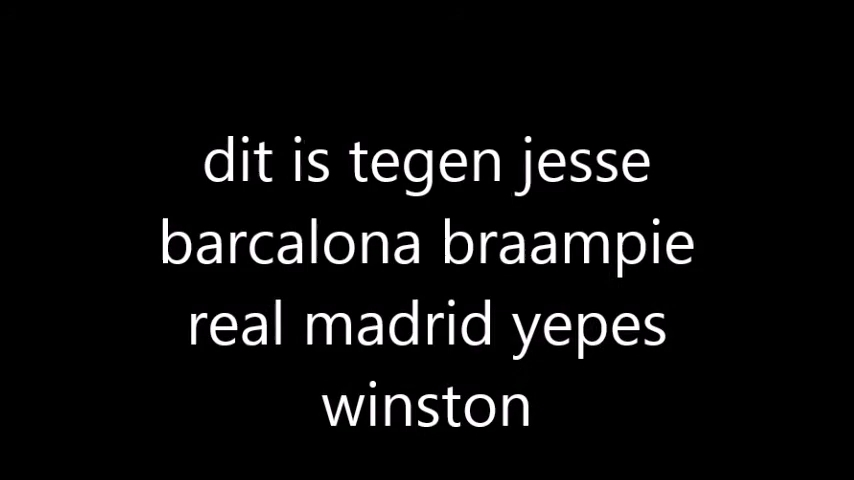 dit is tegen jesse
barcalona braampie
real madrid yepes
winston